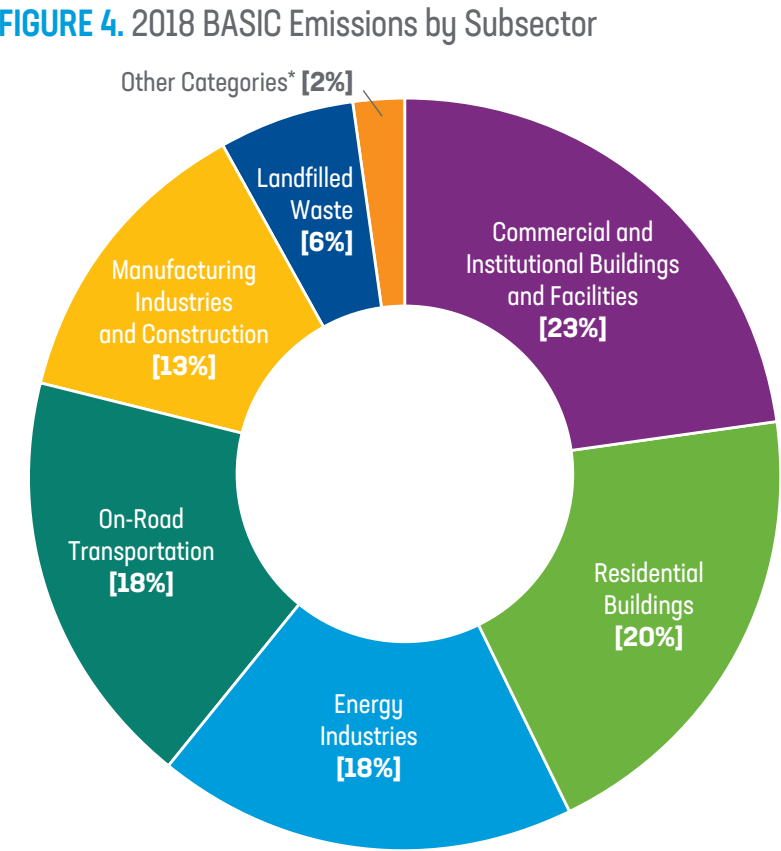 FIGURE 4. 2018 BASIC Emissions by Subsector
Other Categories* [2%]
Landfilled
Waste
[6%]
Commercial and
Institutional Buildings
and Facilities
[23%]
Manufacturing
Industries
and Construction
[13%]
On-Road
Transportation
[18%]
Residential
Buildings
[20%]
Energy
Industries
[18%]